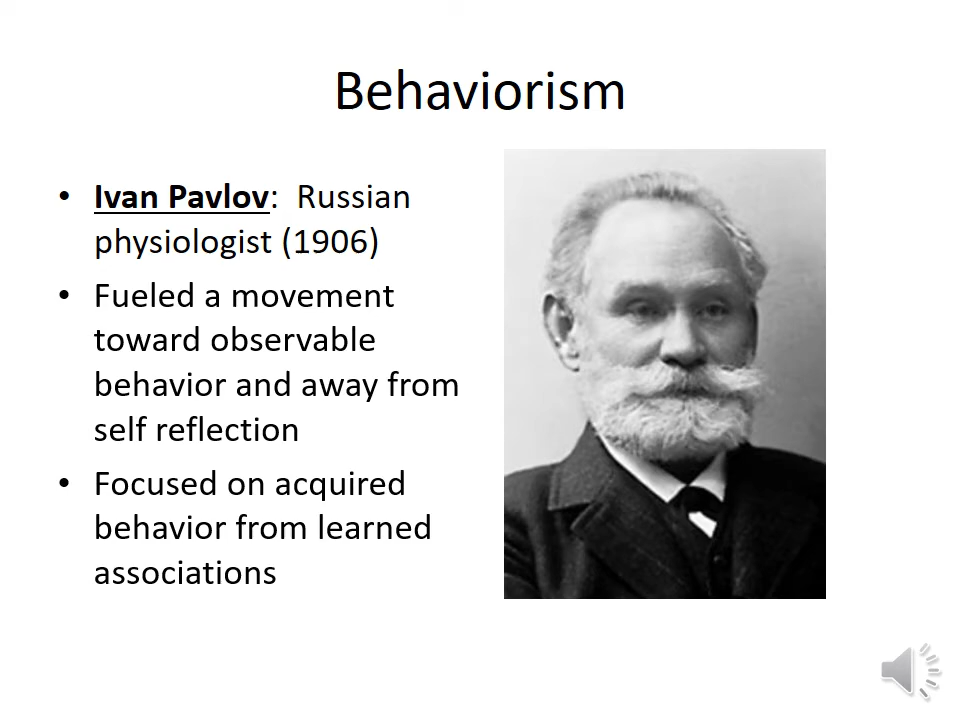 Behaviorism
• Ivan Pavlov:  Russian
physiologist (1906)
• Fueled a movement
toward observable
behavior and away from
self reflection
• Focused on acquired
behavior from learned
associations